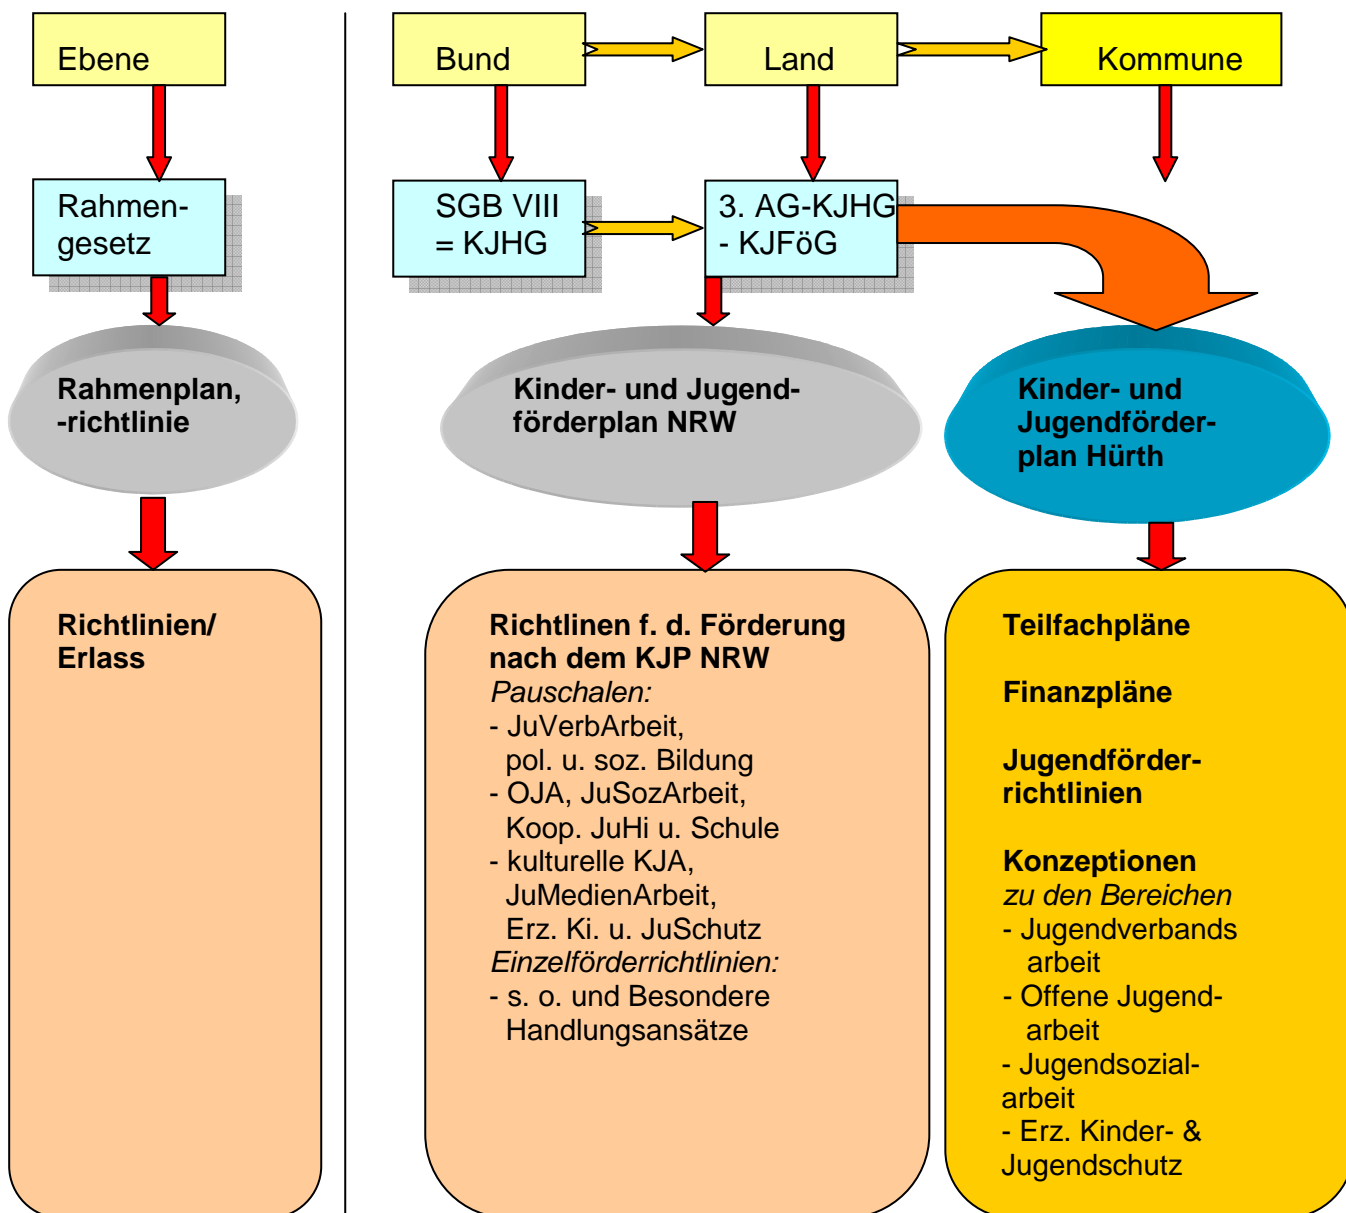 Ebene
Bund
Land
Kommune
Rahmen-
gesetz
SGB VIII
= KJHG
3. AG-KJHG
- KJFöG
Rahmenplan,
-richtlinie
Kinder- und Jugend-
förderplan NRW
Kinder- und
Jugendförder-
plan Hürth
Richtlinien/
Erlass
Richtlinen f. d. Förderung
nach dem KJP NRW
Pauschalen:
- JuVerbArbeit,
pol. u. soz. Bildung
- OJA, JuSozArbeit,
Koop. JuHi u. Schule
- kulturelle KJA,
JuMedienArbeit,
Erz. Ki. u. JuSchutz
Einzelförderrichtlinien:
- s. o. und Besondere
Handlungsansätze
Teilfachpläne
Finanzpläne
Jugendförder-
richtlinien
Konzeptionen
zu den Bereichen
- Jugendverbands
arbeit
- Offene Jugend-
arbeit
- Jugendsozial-
arbeit
- Erz. Kinder- &
Jugendschutz